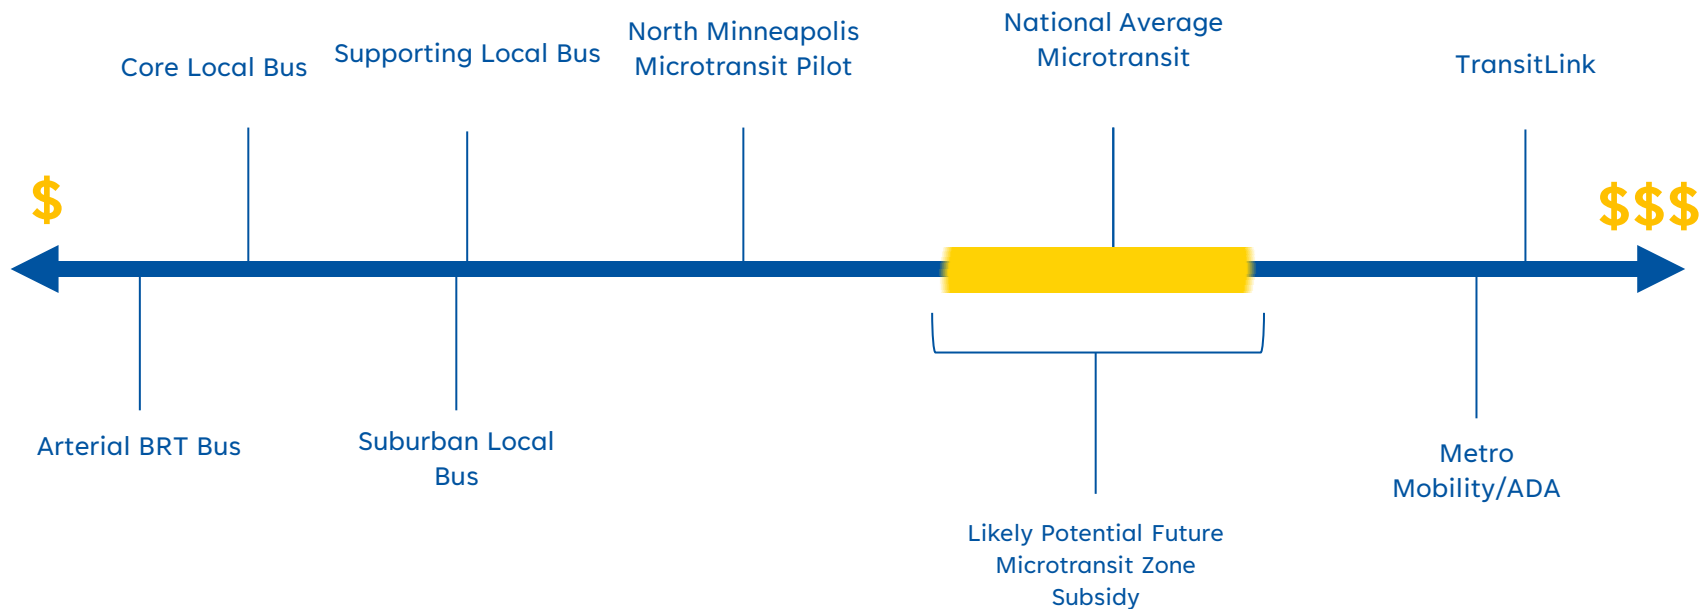 Core Local Bus
Supporting Local Bus
North Minneapolis
Microtransit Pilot
National Average
Microtransit
TransitLink
$
$$$
Arterial BRT Bus
Suburban Local
Bus
Likely Potential Future
Microtransit Zone
Subsidy
Metro
Mobility/ADA